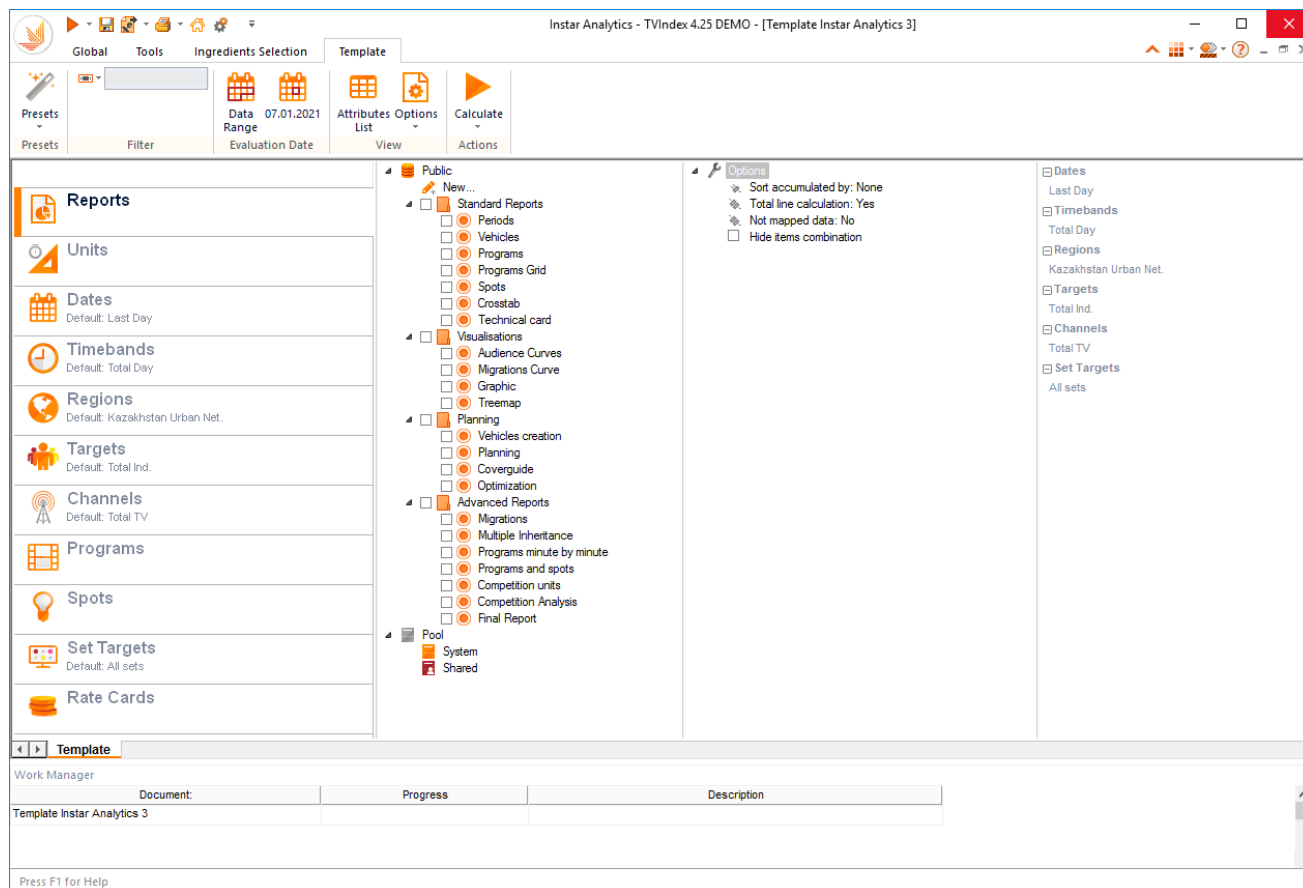 Instar Analytics - TVIndex 4.25 DEMO - [Template Instar Analytics 3]
Global Tools Ingredients Selection Template
Presets
Data Range
07.01.2021
Attributes List
Options
Calculate
Presets Filter Evaluation Date View Actions
Reports
Units
Dates
Default: Last Day
Timebands
Default: Total Day
Regions
Default: Kazakhstan Urban Net.
Targets
Default: Total Ind.
Channels
Default: Total TV
Programs
Spots
Set Targets
Default: All sets
Rate Cards
Public
New...
Standard Reports
Periods
Vehicles
Programs
Programs Grid
Spots
Crosstab
Technical card
Visualisations
Audience Curves
Migrations Curve
Graphic
Treemap
Planning
Vehicles creation
Planning
Coverguide
Optimization
Advanced Reports
Migrations
Multiple Inheritance
Programs minute by minute
Programs and spots
Competition units
Competition Analysis
Final Report
Pool
System
Shared
Options
Sort accumulated by: None
Total line calculation: Yes
Not mapped data: No
Hide items combination
Dates
Last Day
Timebands
Total Day
Regions
Kazakhstan Urban Net.
Targets
Total Ind.
Channels
Total TV
Set Targets
All sets
Template
Work Manager
Document: Progress Description
Template Instar Analytics 3
Press F1 for Help